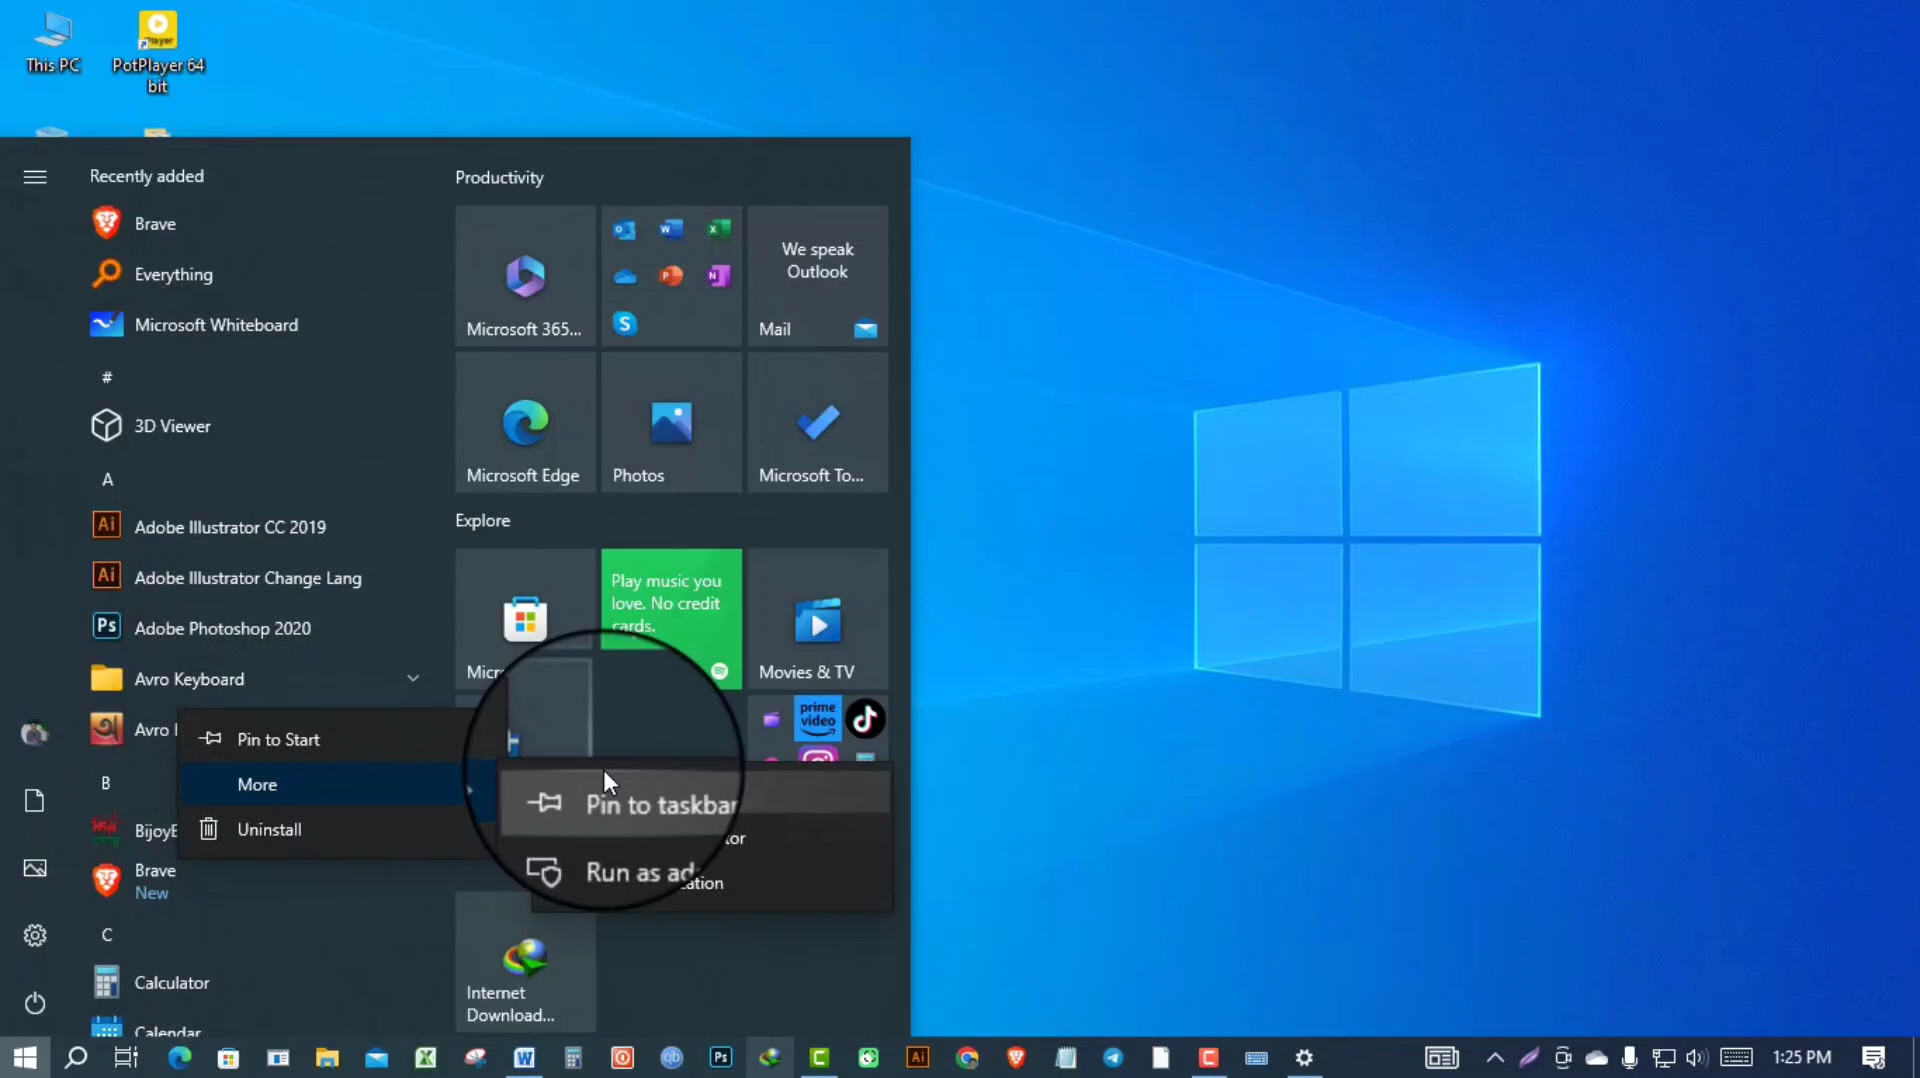 This PC
PotPlayer 64
bit
Recently added
Brave
Everything
Microsoft Whiteboard
#
3D Viewer
A
Adobe Illustrator CC 2019
Adobe Illustrator Change Lang
Adobe Photoshop 2020
Avro Keyboard
Avro
B
Brave
New
C
Calculator
Calendar
Pin to Start
More
Uninstall
Pin to taskbar
Run as ad
Productivity
Microsoft 365...
We speak
Outlook
Mail
Microsoft Edge
Photos
Microsoft To...
Explore
Play music you
love. No credit
cards.
Movies & TV
prime
video
Internet
Download...
1:25 PM